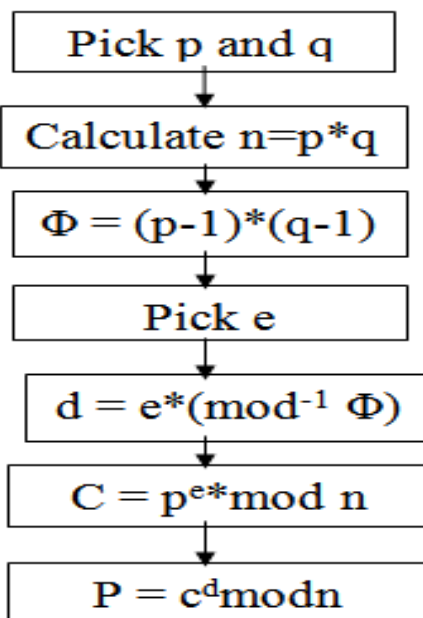 Pick p and q
Calculate n=p*q
Φ = (p-1)*(q-1)
Pick e
d = e*(mod⁻¹ Φ)
C = pᵉ*mod n
P = cᵈmodn